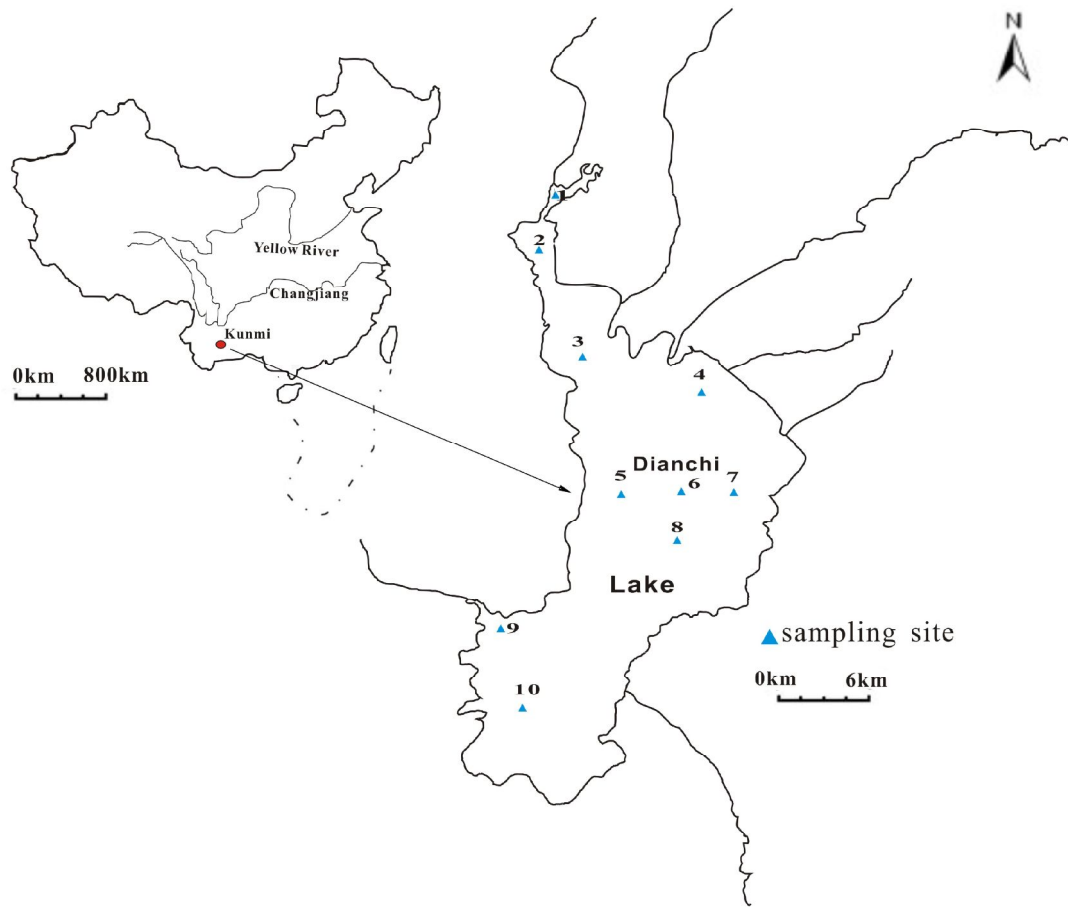 N
1
2
Yellow River
Changjiang
Kunmi
3
0km 800km
4
Dianchi
5
6
7
8
Lake
9
sampling site
0km 6km
10